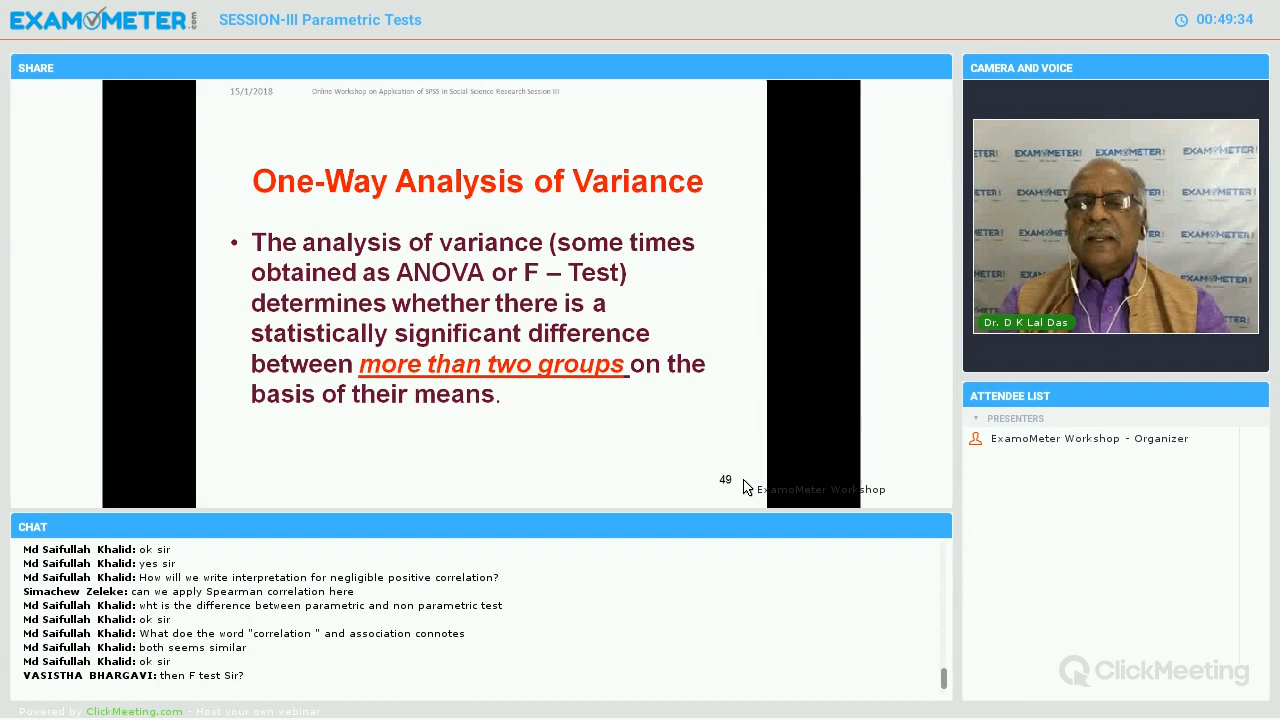 EXAMOMETER.com
SESSION-III Parametric Tests
00:49:34
SHARE
15/1/2018 Online Workshop on Application of SPSS in Social Science Research Session III
One-Way Analysis of Variance
• The analysis of variance (some times
obtained as ANOVA or F – Test)
determines whether there is a
statistically significant difference
between more than two groups on the
basis of their means.
49
ExamoMeter Workshop
CHAT
Md Saifullah Khalid: ok sir
Md Saifullah Khalid: yes sir
Md Saifullah Khalid: How will we write interpretation for negligible positive correlation?
Simachew Zeleke: can we apply Spearman correlation here
Md Saifullah Khalid: wht is the difference between parametric and non parametric test
Md Saifullah Khalid: ok sir
Md Saifullah Khalid: What doe the word "correlation " and association connotes
Md Saifullah Khalid: both seems similar
Md Saifullah Khalid: ok sir
VASISTHA BHARGAVI: then F test Sir?
CAMERA AND VOICE
EXAMOMETER!
Dr. D K Lal Das
ATTENDEE LIST
PRESENTERS
ExamoMeter Workshop - Organizer
ClickMeeting
Powered by ClickMeeting.com - Host your own webinar